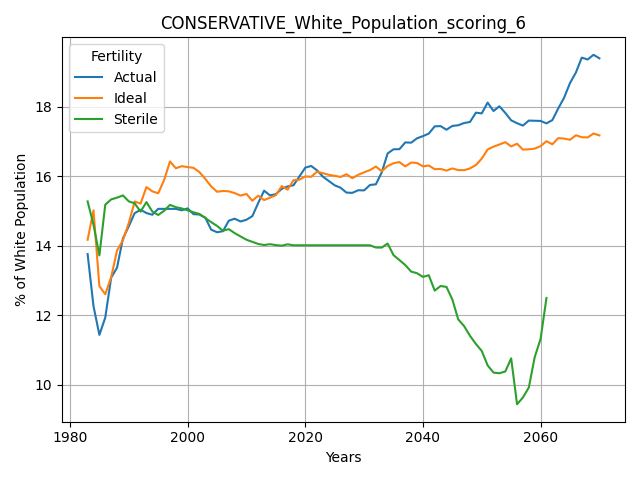 CONSERVATIVE_White_Population_scoring_6
Fertility
Actual
Ideal
Sterile
% of White Population
18
16
14
12
10
1980
2000
2020
2040
2060
Years